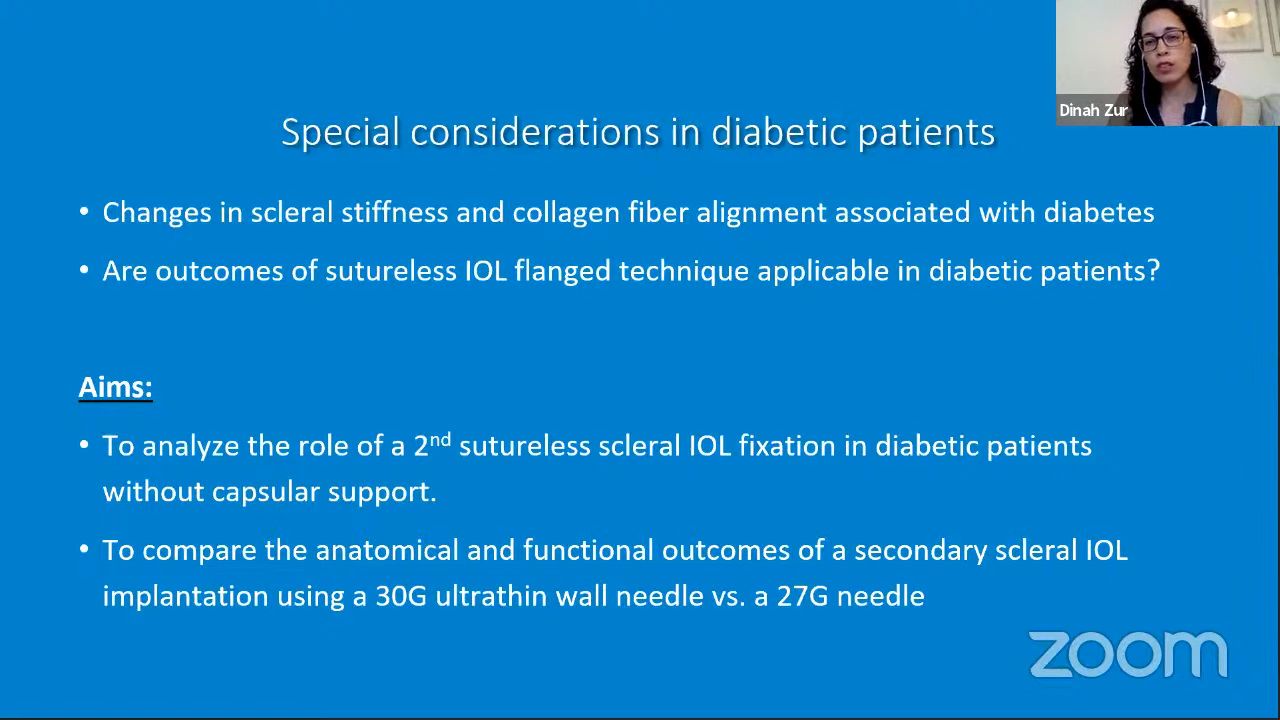 Dinah Zur
Special considerations in diabetic patients
• Changes in scleral stiffness and collagen fiber alignment associated with diabetes
• Are outcomes of sutureless IOL flanged technique applicable in diabetic patients?
Aims:
• To analyze the role of a 2nd sutureless scleral IOL fixation in diabetic patients
without capsular support.
• To compare the anatomical and functional outcomes of a secondary scleral IOL
implantation using a 30G ultrathin wall needle vs. a 27G needle
zoom